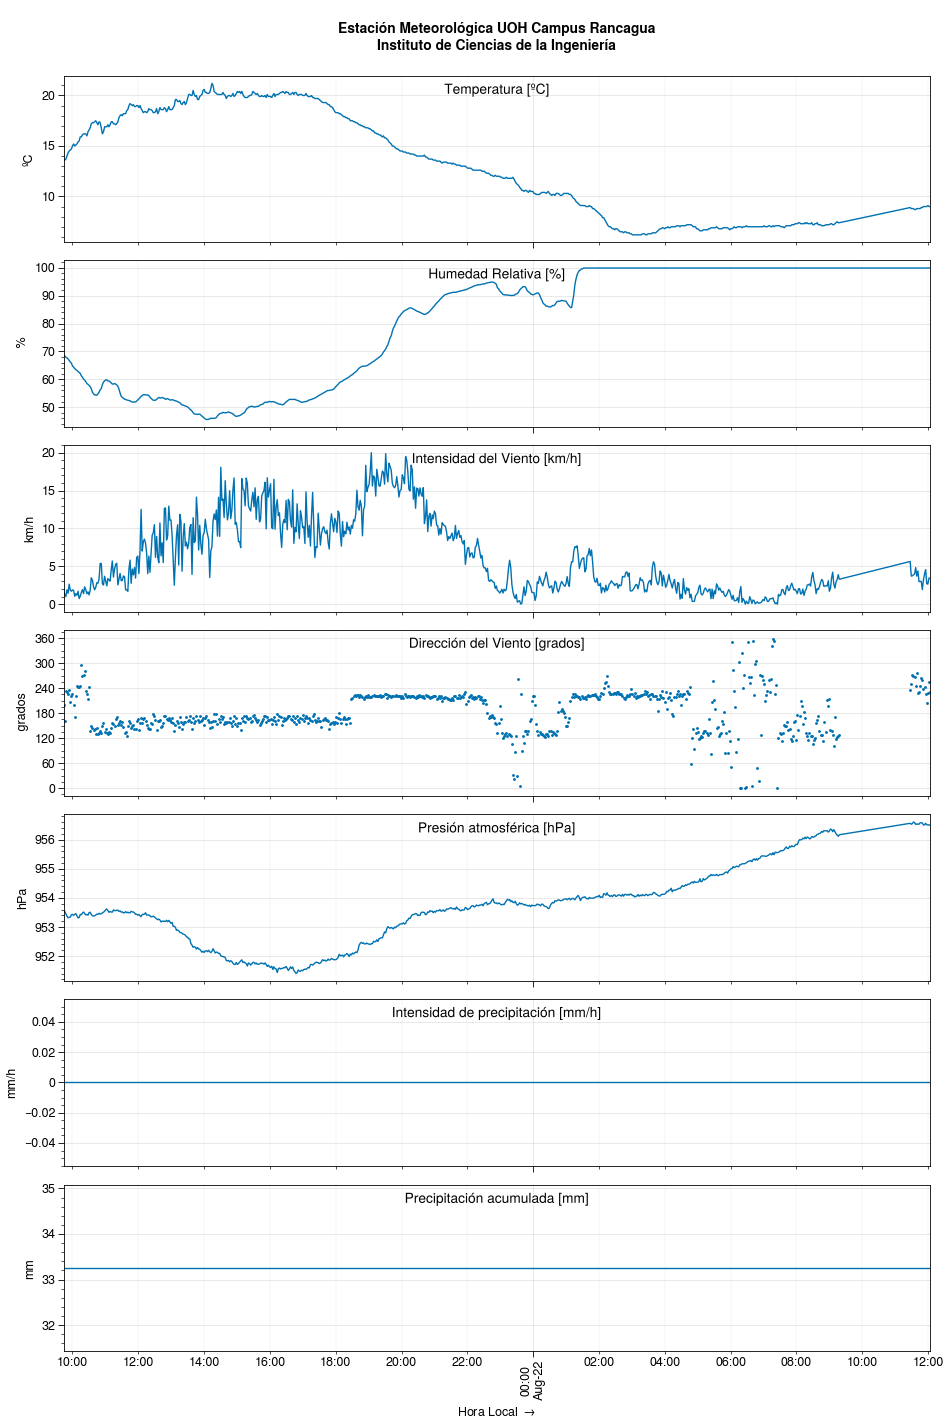 Estación Meteorológica UOH Campus Rancagua
Instituto de Ciencias de la Ingeniería
Temperatura [ºC]
ºC
20
15
10
Humedad Relativa [%]
%
100
90
80
70
60
50
Intensidad del Viento [km/h]
km/h
20
15
10
5
0
Dirección del Viento [grados]
grados
360
300
240
180
120
60
0
Presión atmosférica [hPa]
hPa
956
955
954
953
952
Intensidad de precipitación [mm/h]
mm/h
0.04
0.02
0
−0.02
−0.04
Precipitación acumulada [mm]
mm
35
34
33
32
10:00 12:00 14:00 16:00 18:00 20:00 22:00 00:00 02:00 04:00 06:00 08:00 10:00 12:00
Aug-22
Hora Local →